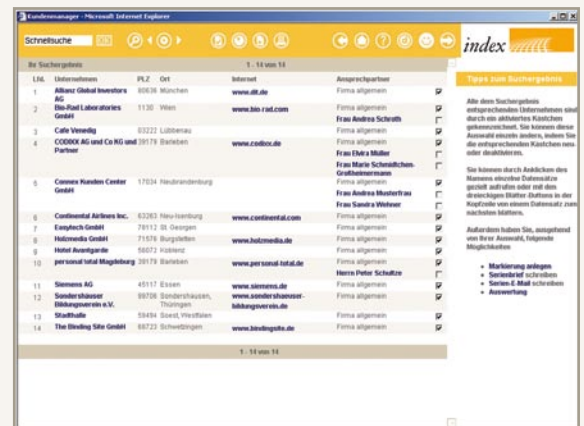 Kundenmanager - Microsoft Internet Explorer
Schnellsuche
index
Ihr Suchergebnis 1 - 14 von 14
Tipps zum Suchergebnis
Lfd. Unternehmen PLZ Ort Internet Ansprechpartner
1 Allianz Global Investors AG 80636 München www.dit.de Firma allgemein
2 Bio-Rad Laboratories GmbH 1130 Wien www.bio-rad.com Firma allgemein
Frau Andrea Schroth
3 Cafe Venedig 03222 Lübbenau Firma allgemein
4 CODIXX AG und Co KG und Partner 39179 Barleben www.codixx.de Firma allgemein
Frau Elvira Müller
Frau Marie Schmidtchen-Großheimermann
5 Connex Kunden Center GmbH 17034 Neubrandenburg Firma allgemein
Frau Andrea Musterfrau
Frau Sandra Wehner
6 Continental Airlines Inc. 63263 Neu-Isenburg www.continental.com Firma allgemein
7 Easytech GmbH 78112 St. Georgen Firma allgemein
8 Holzmedia GmbH 71576 Burgstetten www.holzmedia.de Firma allgemein
9 Hotel Avantgarde 56073 Koblenz Firma allgemein
10 personal total Magdeburg 39179 Barleben www.personal-total.de Firma allgemein
Herrn Peter Schultze
11 Siemens AG 45117 Essen www.siemens.de Firma allgemein
12 Sondershäuser Bildungsverein e.V. 99706 Sondershausen, Thüringen www.sondershaeuser-bildungsverein.de Firma allgemein
13 Stadthalle 59494 Soest, Westfalen Firma allgemein
14 The Binding Site GmbH 68723 Schwetzingen www.bindingsite.de Firma allgemein
1 - 14 von 14
Alle dem Suchergebnis
entsprechenden Unternehmen sind
durch ein aktiviertes Kästchen
gekennzeichnet. Sie können diese
Auswahl einzeln ändern, indem Sie
die entsprechenden Kästchen neu
oder deaktivieren.
Sie können durch Anklicken des
Namens einzelne Datensätze
gezielt aufrufen oder mit den
dreieckigen Blätter-Buttons in der
Kopfzeile von einem Datensatz zum
nächsten blättern.
Außerdem haben Sie, ausgehend
von Ihrer Auswahl, folgende
Möglichkeiten
Markierung anlegen
Serienbrief schreiben
Serien-E-Mail schreiben
Auswertung